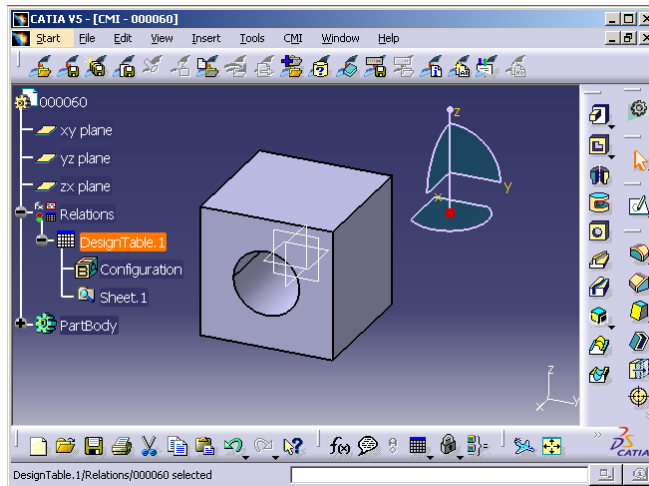 CATIA V5 - [CMI - 000060]
Start File Edit View Insert Tools CMI Window Help
000060
xy plane
yz plane
zx plane
Relations
DesignTable.1
Configuration
Sheet.1
PartBody
z
y
x
z
y
x
f(x)
CATIA
DesignTable.1/Relations/000060 selected